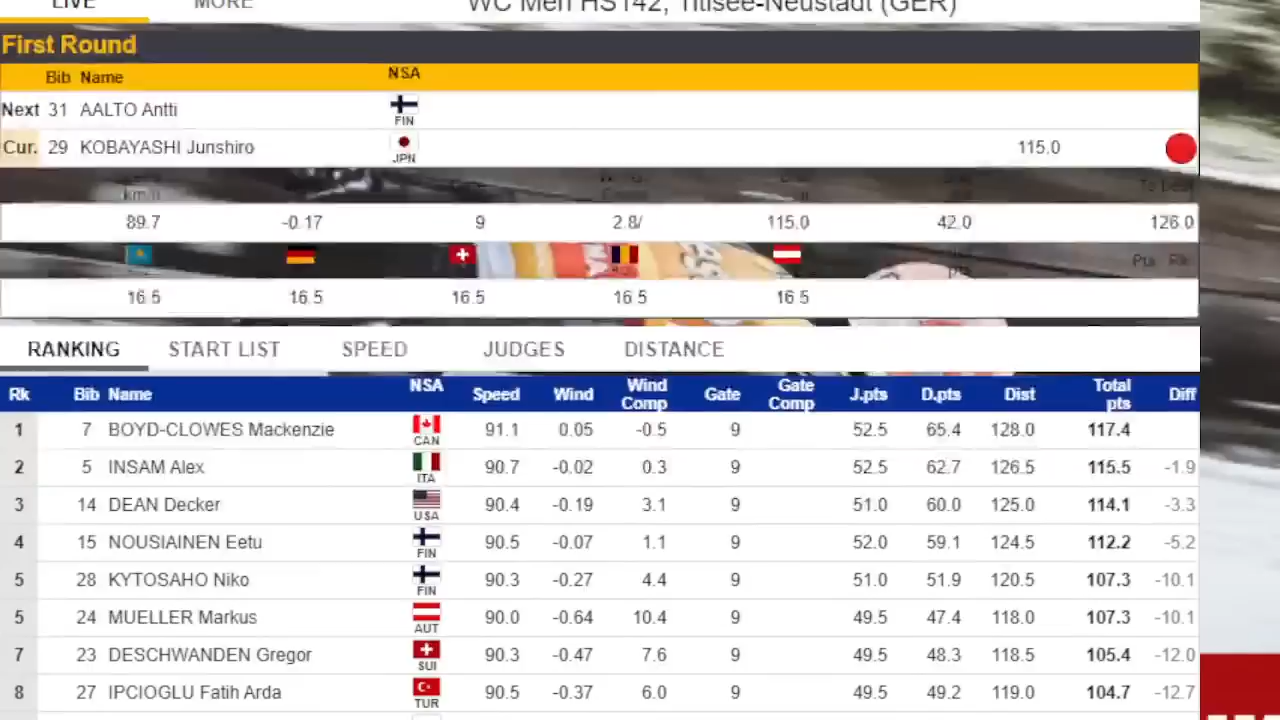 LIVE MORE WC Men HS142, Titisee-Neustadt (GER)
First Round
Bib Name NSA
Next 31 AALTO Antti FIN
Cur. 29 KOBAYASHI Junshiro JPN 115.0
km/h
89.7 -0.17 9 2.8/ 115.0 42.0 126.0
pts Pts Rk
16.5 16.5 16.5 16.5 16.5
RANKING START LIST SPEED JUDGES DISTANCE
Rk Bib Name NSA Speed Wind Wind Comp Gate Gate Comp J.pts D.pts Dist Total pts Diff
1 7 BOYD-CLOWES Mackenzie CAN 91.1 0.05 -0.5 9 52.5 65.4 128.0 117.4
2 5 INSAM Alex ITA 90.7 -0.02 0.3 9 52.5 62.7 126.5 115.5 -1.9
3 14 DEAN Decker USA 90.4 -0.19 3.1 9 51.0 60.0 125.0 114.1 -3.3
4 15 NOUSIAINEN Eetu FIN 90.5 -0.07 1.1 9 52.0 59.1 124.5 112.2 -5.2
5 28 KYTOSAHO Niko FIN 90.3 -0.27 4.4 9 51.0 51.9 120.5 107.3 -10.1
5 24 MUELLER Markus AUT 90.0 -0.64 10.4 9 49.5 47.4 118.0 107.3 -10.1
7 23 DESCHWANDEN Gregor SUI 90.3 -0.47 7.6 9 49.5 48.3 118.5 105.4 -12.0
8 27 IPCIOGLU Fatih Arda TUR 90.5 -0.37 6.0 9 49.5 49.2 119.0 104.7 -12.7